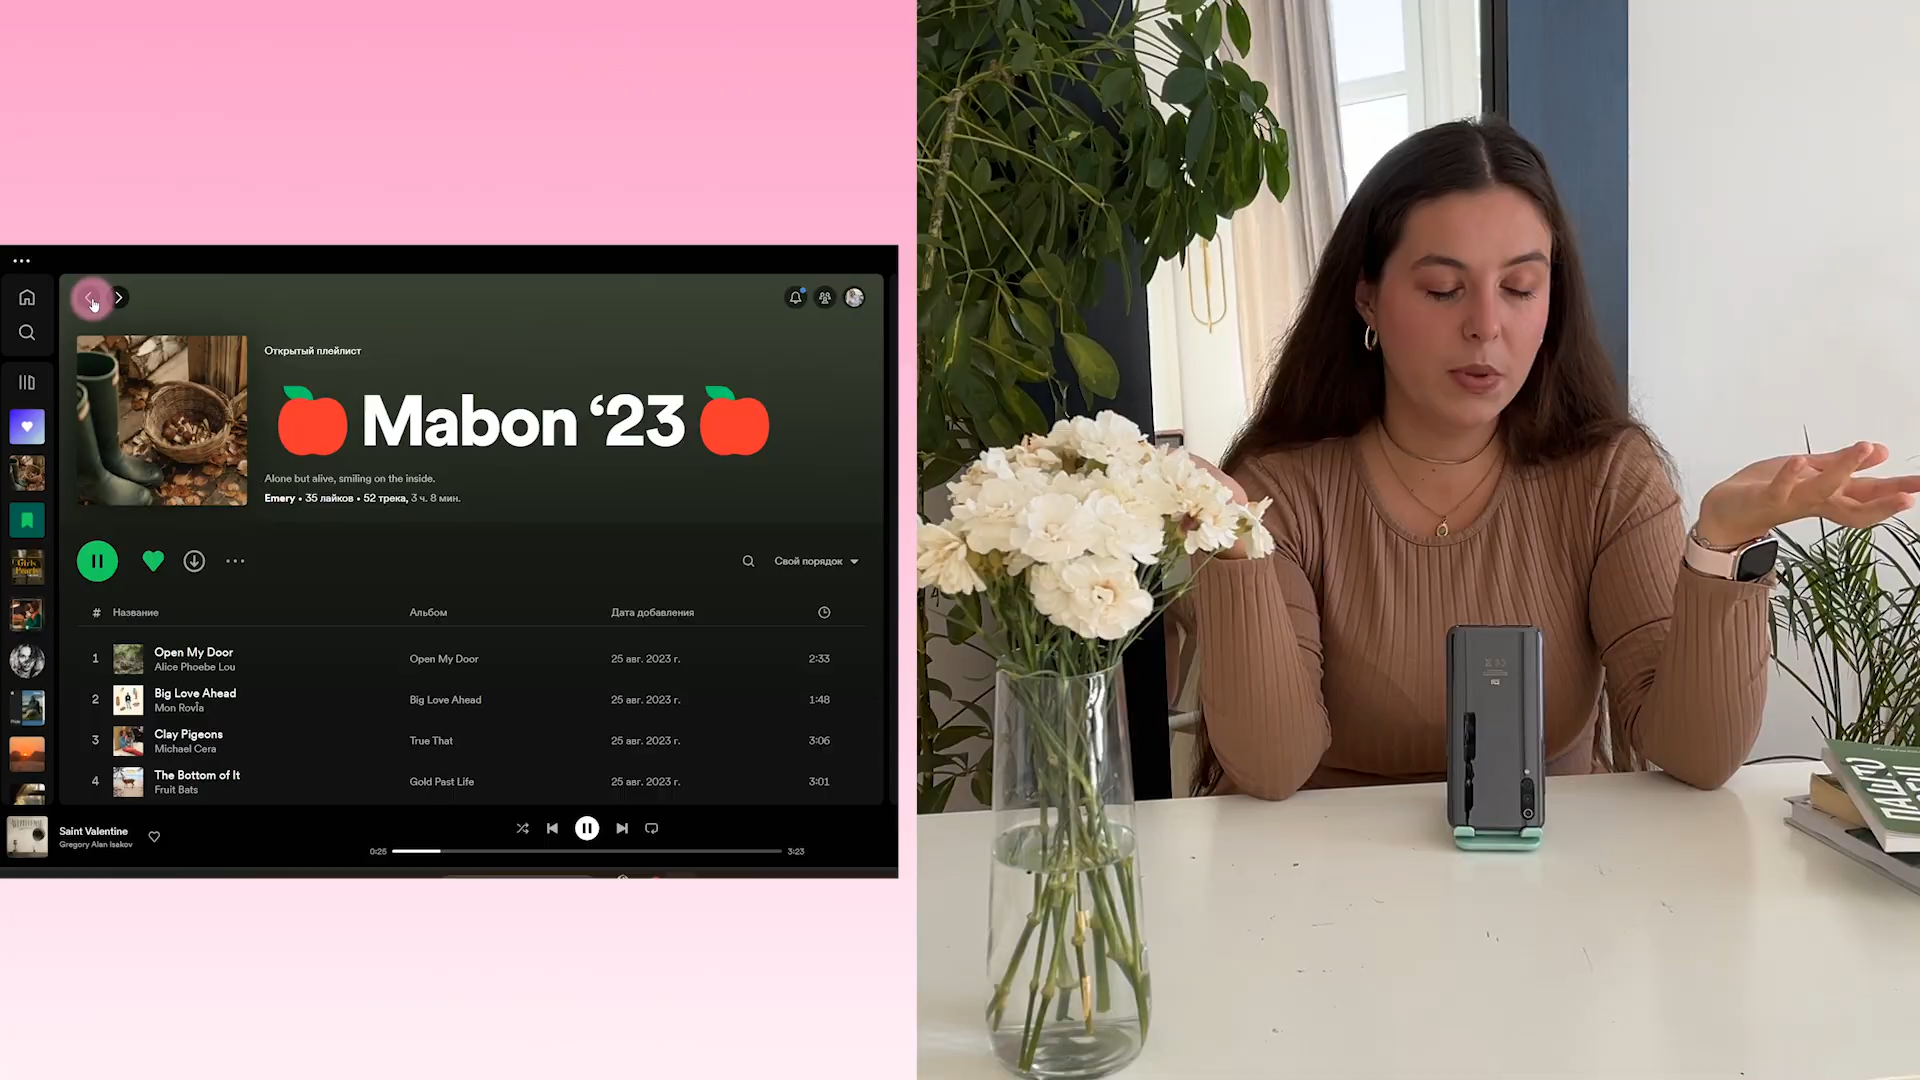 Открытый плейлист
Mabon ‘23
Alone but alive, smiling on the inside.
Emery • 35 лайков • 52 трека, 3 ч. 8 мин.
Свой порядок
# Название Альбом Дата добавления
1 Open My Door Open My Door 25 авг. 2023 г. 2:33
Alice Phoebe Lou
2 Big Love Ahead Big Love Ahead 25 авг. 2023 г. 1:48
Mon Rovîa
3 Clay Pigeons True That 25 авг. 2023 г. 3:06
Michael Cera
4 The Bottom of It Gold Past Life 25 авг. 2023 г. 3:01
Fruit Bats
Saint Valentine
Gregory Alan Isakov
0:25 3:23